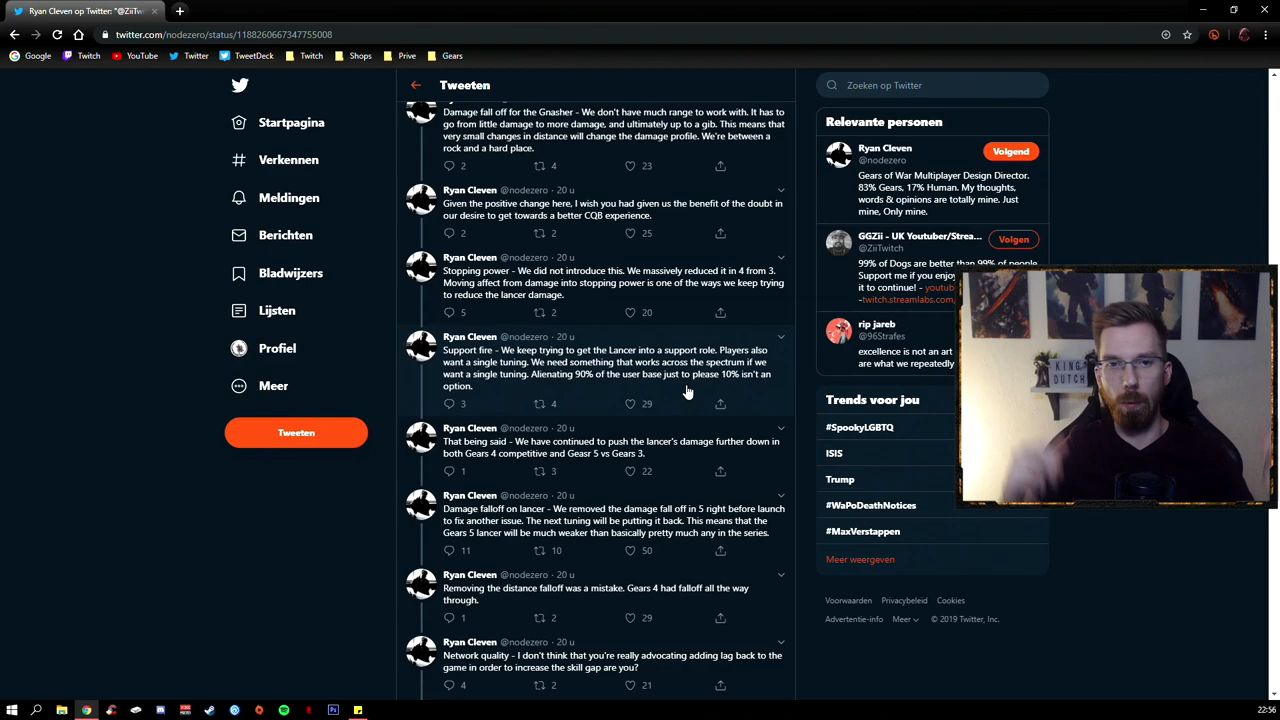 Ryan Cleven op Twitter: "@ZiiTw
twitter.com/nodezero/status/1188260667347755008
Google
Twitch
YouTube
Twitter
TweetDeck
Twitch
Shops
Prive
Gears
Startpagina
Verkennen
Meldingen
Berichten
Bladwijzers
Lijsten
Profiel
Meer
Tweeten
Tweeten
Damage fall off for the Gnasher - We don't have much range to work with. It has to
go from little damage to more damage, and ultimately up to a gib. This means that
very small changes in distance will change the damage profile. We're between a
rock and a hard place.
2 4 23
Ryan Cleven @nodezero · 20 u
Given the positive change here, I wish you had given us the benefit of the doubt in
our desire to get towards a better CQB experience.
2 2 25
Ryan Cleven @nodezero · 20 u
Stopping power - We did not introduce this. We massively reduced it in 4 from 3.
Moving affect from damage into stopping power is one of the ways we keep trying
to reduce the lancer damage.
5 2 20
Ryan Cleven @nodezero · 20 u
Support fire - We keep trying to get the Lancer into a support role. Players also
want a single tuning. We need something that works across the spectrum if we
want a single tuning. Alienating 90% of the user base just to please 10% isn't an
option.
3 4 29
Ryan Cleven @nodezero · 20 u
That being said - We have continued to push the lancer's damage further down in
both Gears 4 competitive and Geasr 5 vs Gears 3.
1 3 22
Ryan Cleven @nodezero · 20 u
Damage falloff on lancer - We removed the damage fall off in 5 right before launch
to fix another issue. The next tuning will be putting it back. This means that the
Gears 5 lancer will be much weaker than basically pretty much any in the series.
11 10 50
Ryan Cleven @nodezero · 20 u
Removing the distance falloff was a mistake. Gears 4 had falloff all the way
through.
1 2 29
Ryan Cleven @nodezero · 20 u
Network quality - I don't think that you're really advocating adding lag back to the
game in order to increase the skill gap are you?
4 2 21
Zoeken op Twitter
Relevante personen
Ryan Cleven
@nodezero
Volgend
Gears of War Multiplayer Design Director.
83% Gears, 17% Human. My thoughts,
words & opinions are totally mine. Just
mine, Only mine.
GGZii - UK Youtuber/Strea...
@ZiiTwitch
Volgen
99% of Dogs are better than 99% of people
Support me if you enjoy
it to continue! - youtub
-twitch.streamlabs.com
rip jareb
@96Strafes
excellence is not an art
are what we repeatedly
KING
DUTCH
Trends voor jou
#SpookyLGBTQ
ISIS
Trump
#WaPoDeathNotices
#MaxVerstappen
Meer weergeven
Voorwaarden Privacybeleid Cookies
Advertentie-info Meer © 2019 Twitter, Inc.
22:56